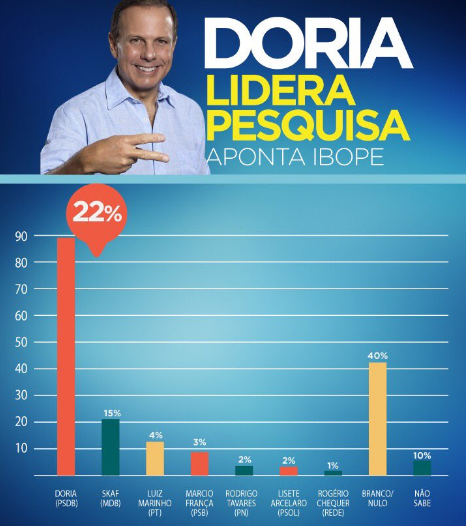 DORIA
LIDERA
PESQUISA
APONTA IBOPE
22%
90
80
70
60
50
40
30
20
10
15%
4%
3%
2%
2%
1%
40%
10%
DORIA
(PSDB)
SKAF
(MDB)
LUIZ
MARINHO
(PT)
MARCIO
FRANÇA
(PSB)
RODRIGO
TAVARES
(PN)
LISETE
ARCELARO
(PSOL)
ROGÉRIO
CHEQUER
(REDE)
BRANCO/
NULO
NÃO
SABE